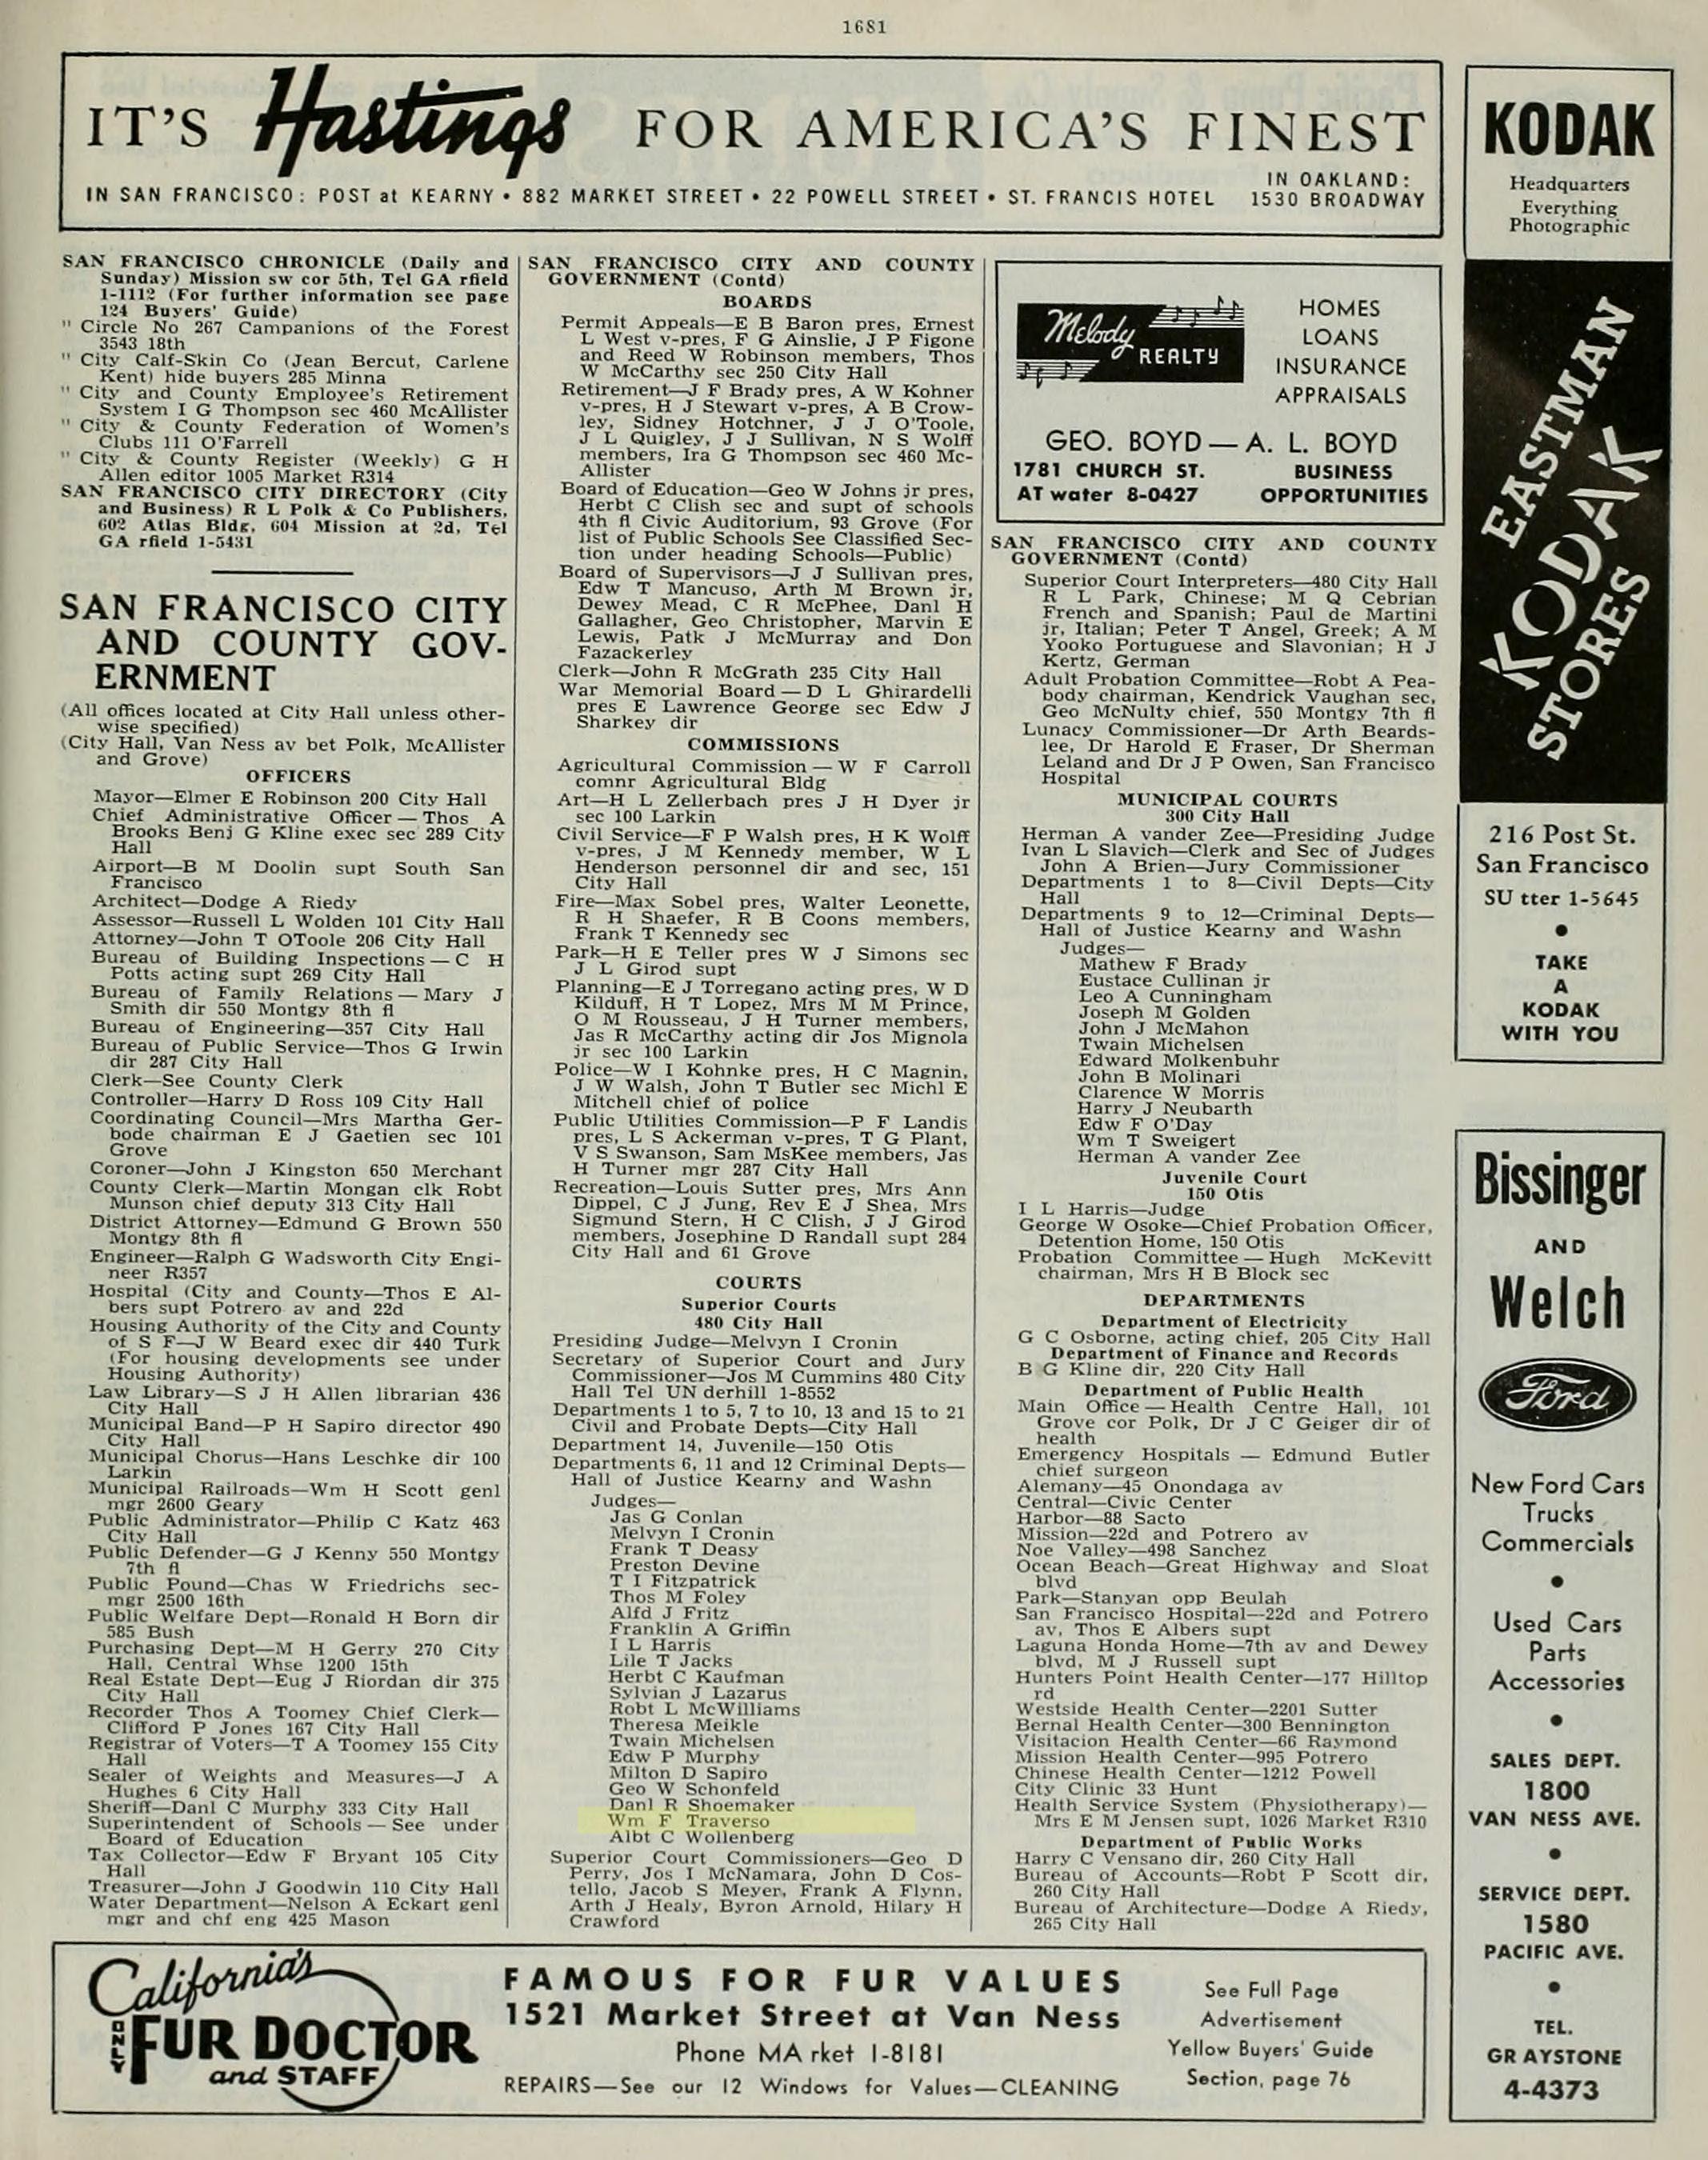 1681
IT'S Hastings FOR AMERICA'S FINEST
IN SAN FRANCISCO: POST at KEARNY • 882 MARKET STREET • 22 POWELL STREET • ST. FRANCIS HOTEL
IN OAKLAND:
1530 BROADWAY
SAN FRANCISCO CHRONICLE (Daily and
Sunday) Mission sw cor 5th, Tel GA rfield
1-1112 (For further information see page
124 Buyers' Guide)
" Circle No 267 Campanions of the Forest
3543 18th
" City Calf-Skin Co (Jean Bercut, Carlene
Kent) hide buyers 285 Minna
" City and County Employee's Retirement
System I G Thompson sec 460 McAllister
" City & County Federation of Women's
Clubs 111 O'Farrell
" City & County Register (Weekly) G H
Allen editor 1005 Market R314
SAN FRANCISCO CITY DIRECTORY (City
and Business) R L Polk & Co Publishers,
602 Atlas Bldg, 604 Mission at 2d, Tel
GA rfield 1-5431
SAN FRANCISCO CITY
AND COUNTY GOV-
ERNMENT
(All offices located at City Hall unless other-
wise specified)
(City Hall, Van Ness av bet Polk, McAllister
and Grove)
OFFICERS
Mayor—Elmer E Robinson 200 City Hall
Chief Administrative Officer—Thos A
Brooks Benj G Kline exec sec 289 City
Hall
Airport—B M Doolin supt South San
Francisco
Architect—Dodge A Riedy
Assessor—Russell L Wolden 101 City Hall
Attorney—John T OToole 206 City Hall
Bureau of Building Inspections—C H
Potts acting supt 269 City Hall
Bureau of Family Relations—Mary J
Smith dir 550 Montgy 8th fl
Bureau of Engineering—357 City Hall
Bureau of Public Service—Thos G Irwin
dir 287 City Hall
Clerk—See County Clerk
Controller—Harry D Ross 109 City Hall
Coordinating Council—Mrs Martha Ger-
bode chairman E J Gaetien sec 101
Grove
Coroner—John J Kingston 650 Merchant
County Clerk—Martin Mongan clk Robt
Munson chief deputy 313 City Hall
District Attorney—Edmund G Brown 550
Montgy 8th fl
Engineer—Ralph G Wadsworth City Engi-
neer R357
Hospital (City and County—Thos E Al-
bers supt Potrero av and 22d
Housing Authority of the City and County
of S F—J W Beard exec dir 440 Turk
(For housing developments see under
Housing Authority)
Law Library—S J H Allen librarian 436
City Hall
Municipal Band—P H Sapiro director 490
City Hall
Municipal Chorus—Hans Leschke dir 100
Larkin
Municipal Railroads—Wm H Scott genl
mgr 2600 Geary
Public Administrator—Philip C Katz 463
City Hall
Public Defender—G J Kenny 550 Montgy
7th fl
Public Pound—Chas W Friedrichs sec-
mgr 2500 16th
Public Welfare Dept—Ronald H Born dir
585 Bush
Purchasing Dept—M H Gerry 270 City
Hall, Central Whse 1200 15th
Real Estate Dept—Eug J Riordan dir 375
City Hall
Recorder Thos A Toomey Chief Clerk—
Clifford P Jones 167 City Hall
Registrar of Voters—T A Toomey 155 City
Hall
Sealer of Weights and Measures—J A
Hughes 6 City Hall
Sheriff—Danl C Murphy 333 City Hall
Superintendent of Schools—See under
Board of Education
Tax Collector—Edw F Bryant 105 City
Hall
Treasurer—John J Goodwin 110 City Hall
Water Department—Nelson A Eckart genl
mgr and chf eng 425 Mason
SAN FRANCISCO CITY AND COUNTY
GOVERNMENT (Contd)
BOARDS
Permit Appeals—E B Baron pres, Ernest
L West v-pres, F G Ainslie, J P Figone
and Reed W Robinson members, Thos
W McCarthy sec 250 City Hall
Retirement—J F Brady pres, A W Kohner
v-pres, H J Stewart v-pres, A B Crow-
ley, Sidney Hotchner, J J O'Toole,
J L Quigley, J J Sullivan, N S Wolff
members, Ira G Thompson sec 460 Mc-
Allister
Board of Education—Geo W Johns jr pres,
Herbt C Clish sec and supt of schools
4th fl Civic Auditorium, 93 Grove (For
list of Public Schools See Classified Sec-
tion under heading Schools—Public)
Board of Supervisors—J J Sullivan pres,
Edw T Mancuso, Arth M Brown jr,
Dewey Mead, C R McPhee, Danl H
Gallagher, Geo Christopher, Marvin E
Lewis, Patk J McMurray and Don
Fazackerley
Clerk—John R McGrath 235 City Hall
War Memorial Board—D L Ghirardelli
pres E Lawrence George sec Edw J
Sharkey dir
COMMISSIONS
Agricultural Commission—W F Carroll
comnr Agricultural Bldg
Art—H L Zellerbach pres J H Dyer jr
sec 100 Larkin
Civil Service—F P Walsh pres, H K Wolff
v-pres, J M Kennedy member, W L
Henderson personnel dir and sec, 151
City Hall
Fire—Max Sobel pres, Walter Leonette,
R H Shaefer, R B Coons members,
Frank T Kennedy sec
Park—H E Teller pres W J Simons sec
J L Girod supt
Planning—E J Torregano acting pres, W D
Kilduff, H T Lopez, Mrs M M Prince,
O M Rousseau, J H Turner members,
Jas R McCarthy acting dir Jos Mignola
jr sec 100 Larkin
Police—W I Kohnke pres, H C Magnin,
J W Walsh, John T Butler sec Michl E
Mitchell chief of police
Public Utilities Commission—P F Landis
pres, L S Ackerman v-pres, T G Plant,
V S Swanson, Sam McKee members, Jas
H Turner mgr 287 City Hall
Recreation—Louis Sutter pres, Mrs Ann
Dippel, C J Jung, Rev E J Shea, Mrs
Sigmund Stern, H C Clish, J J Girod
members, Josephine D Randall supt 284
City Hall and 61 Grove
COURTS
Superior Courts
480 City Hall
Presiding Judge—Melvyn I Cronin
Secretary of Superior Court and Jury
Commissioner—Jos M Cummins 480 City
Hall Tel UN derhill 1-8552
Departments 1 to 5, 7 to 10, 13 and 15 to 21
Civil and Probate Depts—City Hall
Department 14, Juvenile—150 Otis
Departments 6, 11 and 12 Criminal Depts—
Hall of Justice Kearny and Washn
Judges—
Jas G Conlan
Melvyn I Cronin
Frank T Deasy
Preston Devine
T I Fitzpatrick
Thos M Foley
Alfd J Fritz
Franklin A Griffin
I L Harris
Lile T Jacks
Herbt C Kaufman
Sylvian J Lazarus
Robt L McWilliams
Theresa Meikle
Twain Michelsen
Edw P Murphy
Milton D Sapiro
Geo W Schonfeld
Danl R Shoemaker
Wm F Traverso
Albt C Wollenberg
Superior Court Commissioners—Geo D
Perry, Jos I McNamara, John D Cos-
tello, Jacob S Meyer, Frank A Flynn,
Arth J Healy, Byron Arnold, Hilary H
Crawford
Melody
REALTY
HOMES
LOANS
INSURANCE
APPRAISALS
GEO. BOYD—A. L. BOYD
1781 CHURCH ST.
AT water 8-0427
BUSINESS
OPPORTUNITIES
SAN FRANCISCO CITY AND COUNTY
GOVERNMENT (Contd)
Superior Court Interpreters—480 City Hall
R L Park, Chinese; M Q Cebrian
French and Spanish; Paul de Martini
jr, Italian; Peter T Angel, Greek; A M
Yooko Portuguese and Slavonian; H J
Kertz, German
Adult Probation Committee—Robt A Pea-
body chairman, Kendrick Vaughan sec,
Geo McNulty chief, 550 Montgy 7th fl
Lunacy Commissioner—Dr Arth Beards-
lee, Dr Harold E Fraser, Dr Sherman
Leland and Dr J P Owen, San Francisco
Hospital
MUNICIPAL COURTS
300 City Hall
Herman A vander Zee—Presiding Judge
Ivan L Slavich—Clerk and Sec of Judges
John A Brien—Jury Commissioner
Departments 1 to 8—Civil Depts—City
Hall
Departments 9 to 12—Criminal Depts—
Hall of Justice Kearny and Washn
Judges—
Mathew F Brady
Eustace Cullinan jr
Leo A Cunningham
Joseph M Golden
John J McMahon
Twain Michelsen
Edward Molkenbuhr
John B Molinari
Clarence W Morris
Harry J Neubarth
Edw F O'Day
Wm T Sweigert
Herman A vander Zee
Juvenile Court
150 Otis
I L Harris—Judge
George W Osoke—Chief Probation Officer,
Detention Home, 150 Otis
Probation Committee—Hugh McKevitt
chairman, Mrs H B Block sec
DEPARTMENTS
Department of Electricity
G C Osborne, acting chief, 205 City Hall
Department of Finance and Records
B G Kline dir, 220 City Hall
Department of Public Health
Main Office—Health Centre Hall, 101
Grove cor Polk, Dr J C Geiger dir of
health
Emergency Hospitals — Edmund Butler
chief surgeon
Alemany—45 Onondaga av
Central—Civic Center
Harbor—88 Sacto
Mission—22d and Potrero av
Noe Valley—498 Sanchez
Ocean Beach—Great Highway and Sloat
blvd
Park—Stanyan opp Beulah
San Francisco Hospital—22d and Potrero
av, Thos E Albers supt
Laguna Honda Home—7th av and Dewey
blvd, M J Russell supt
Hunters Point Health Center—177 Hilltop
rd
Westside Health Center—2201 Sutter
Bernal Health Center—300 Bennington
Visitacion Health Center—66 Raymond
Mission Health Center—995 Potrero
Chinese Health Center—1212 Powell
City Clinic 33 Hunt
Health Service System (Physiotherapy)—
Mrs E M Jensen supt, 1026 Market R310
Department of Public Works
Harry C Vensano dir, 260 City Hall
Bureau of Accounts—Robt P Scott dir,
260 City Hall
Bureau of Architecture—Dodge A Riedy,
265 City Hall
KODAK
Headquarters
Everything
Photographic
EASTMAN
KODAK
STORES
216 Post St.
San Francisco
SU tter 1-5645
•
TAKE
A
KODAK
WITH YOU
Bissinger
AND
Welch
Ford
New Ford Cars
Trucks
Commercials
•
Used Cars
Parts
Accessories
•
SALES DEPT.
1800
VAN NESS AVE.
•
SERVICE DEPT.
1580
PACIFIC AVE.
•
TEL.
GR AYSTONE
4-4373
California's
ONLY
FUR DOCTOR
and STAFF
FAMOUS FOR FUR VALUES
1521 Market Street at Van Ness
Phone MA rket 1-8181
REPAIRS—See our 12 Windows for Values—CLEANING
See Full Page
Advertisement
Yellow Buyers' Guide
Section, page 76